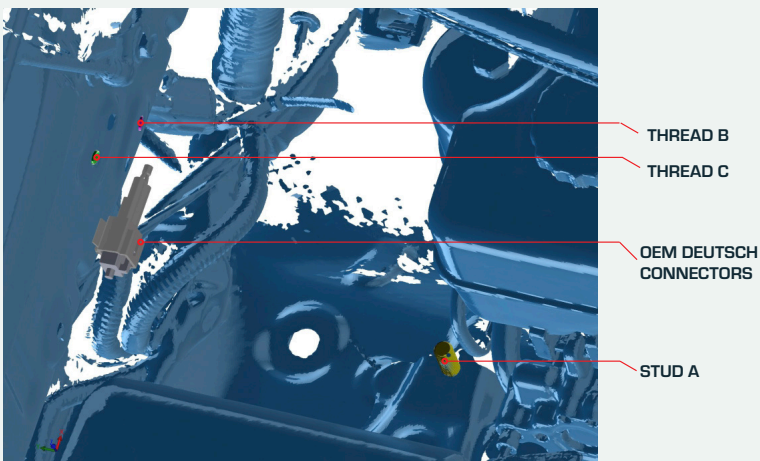 THREAD B
THREAD C
OEM DEUTSCH
CONNECTORS
STUD A